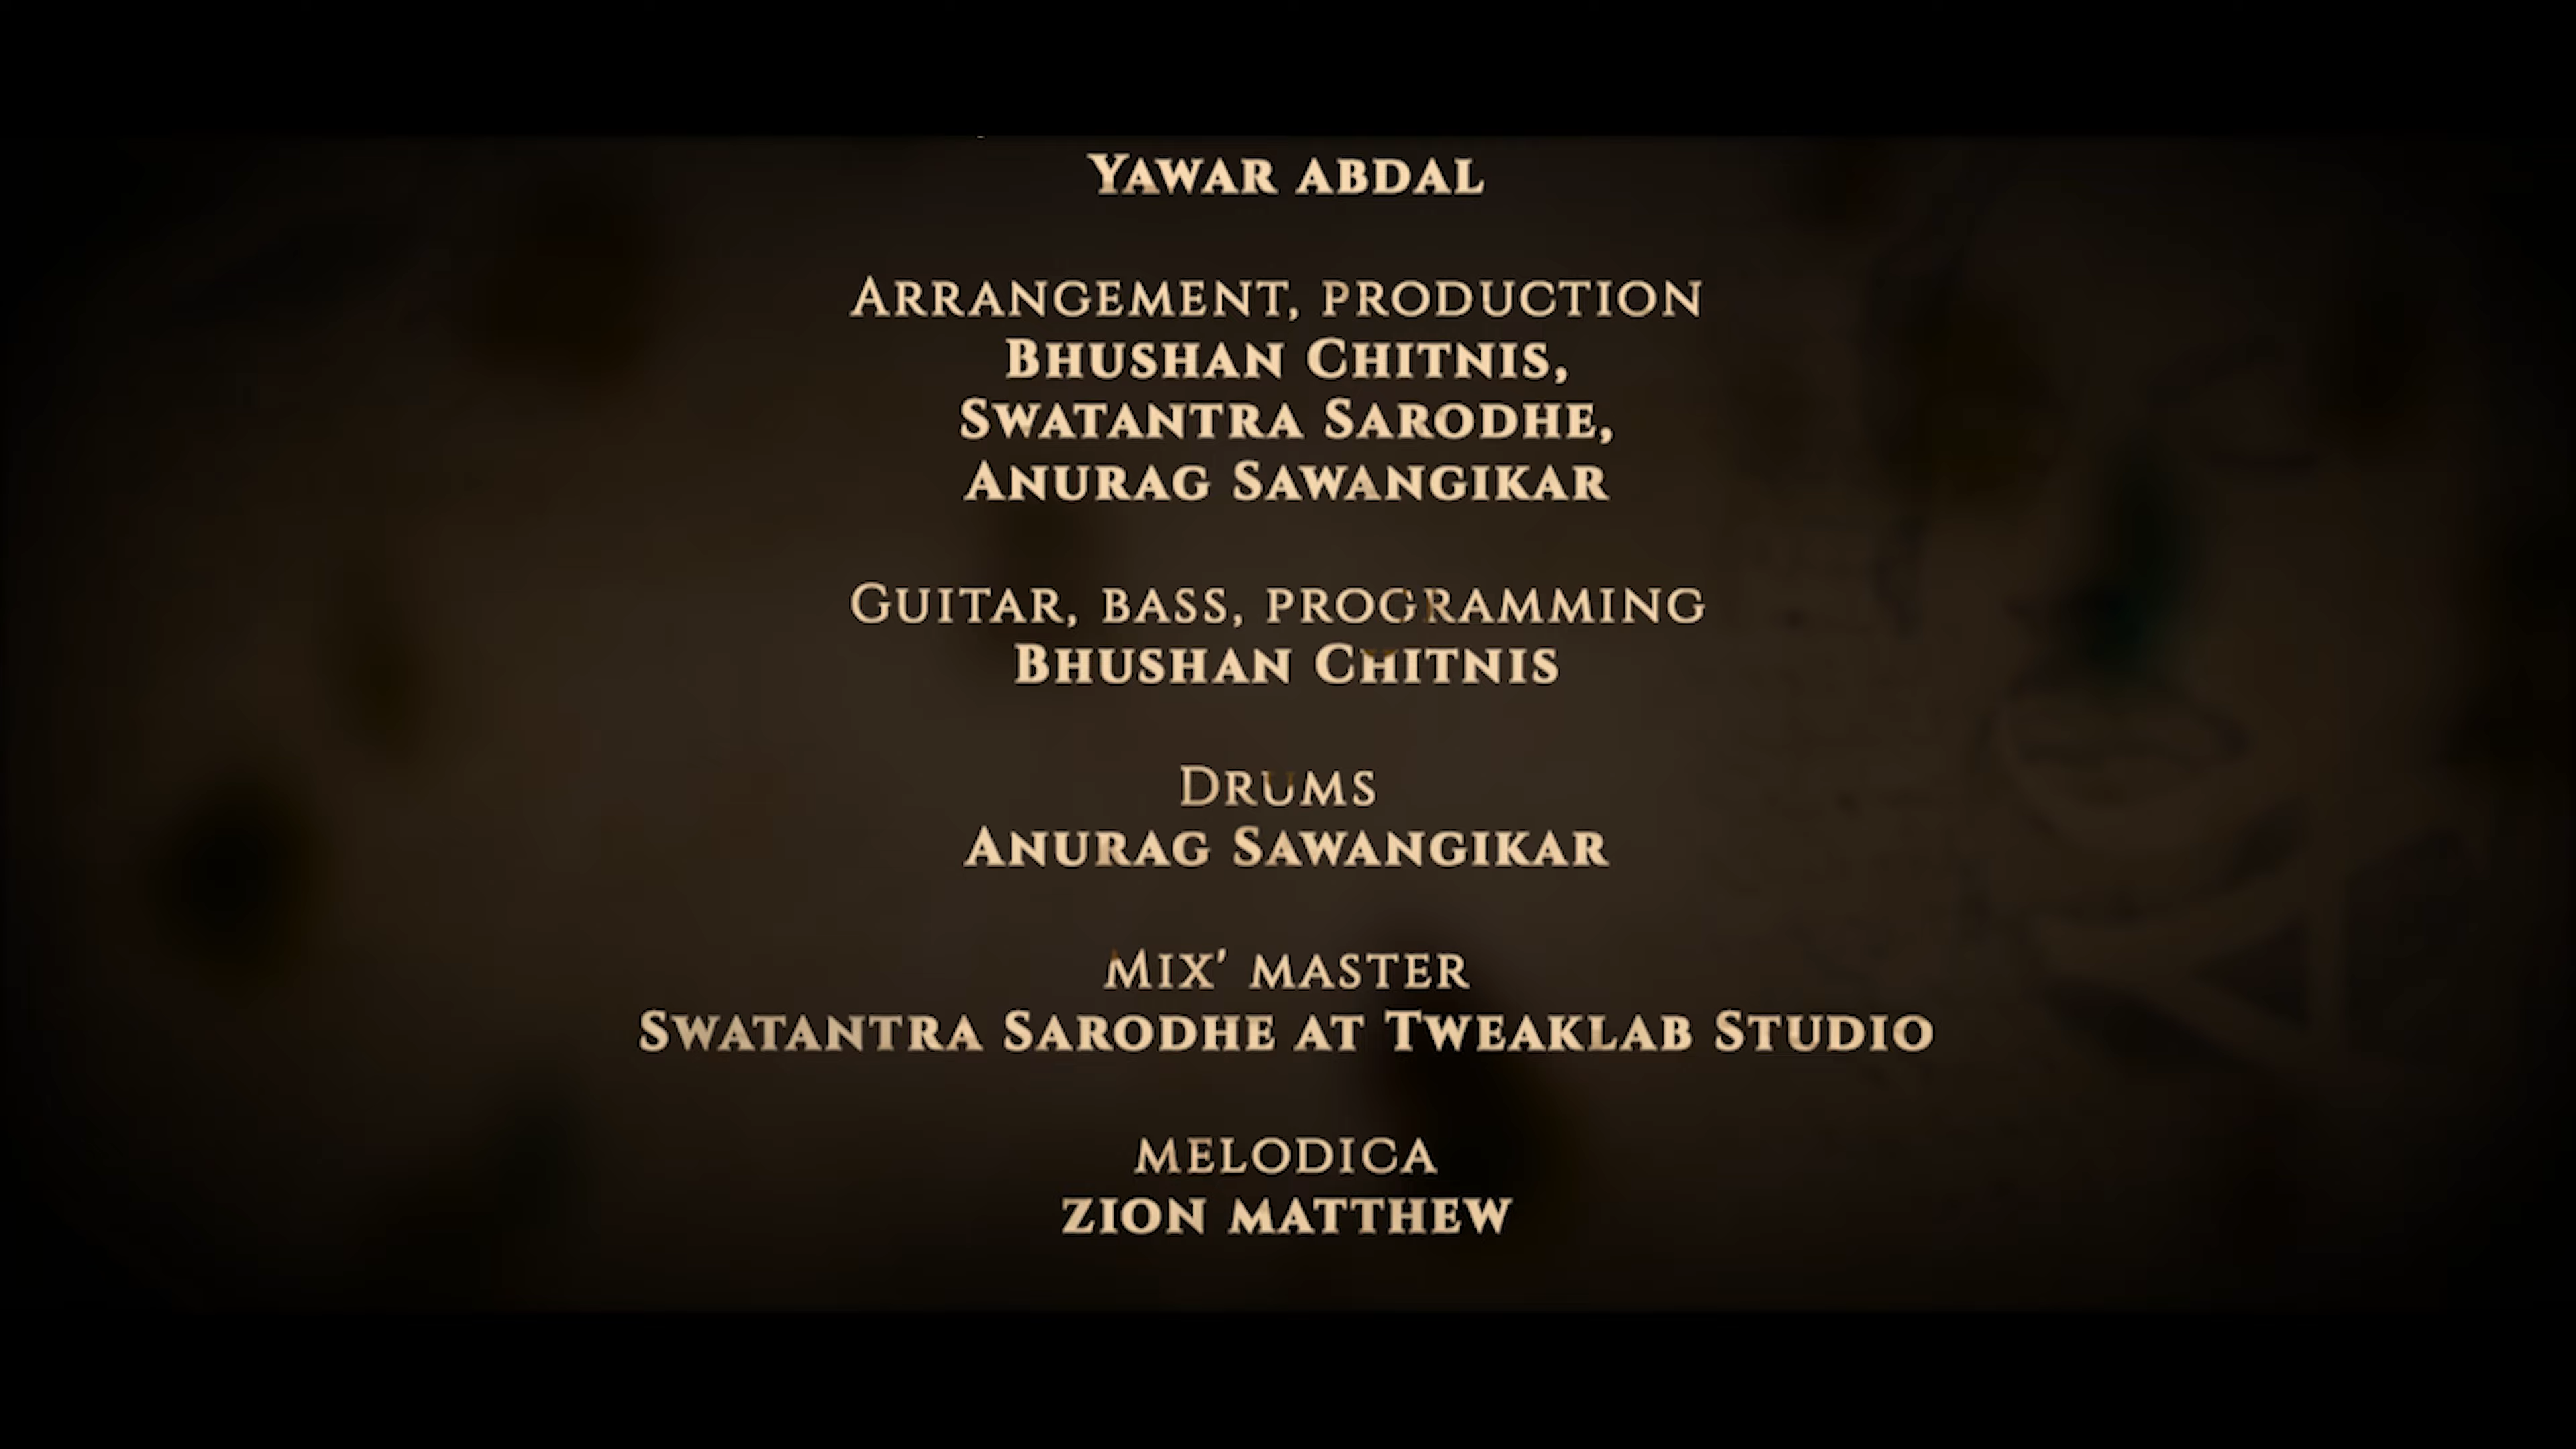 Yawar abdal
Arrangement, production
Bhushan Chitnis,
Swatantra Sarodhe,
Anurag Sawangikar
Guitar, bass, programming
Bhushan Chitnis
Drums
Anurag Sawangikar
Mix' master
Swatantra Sarodhe at Tweaklab Studio
melodica
zion matthew